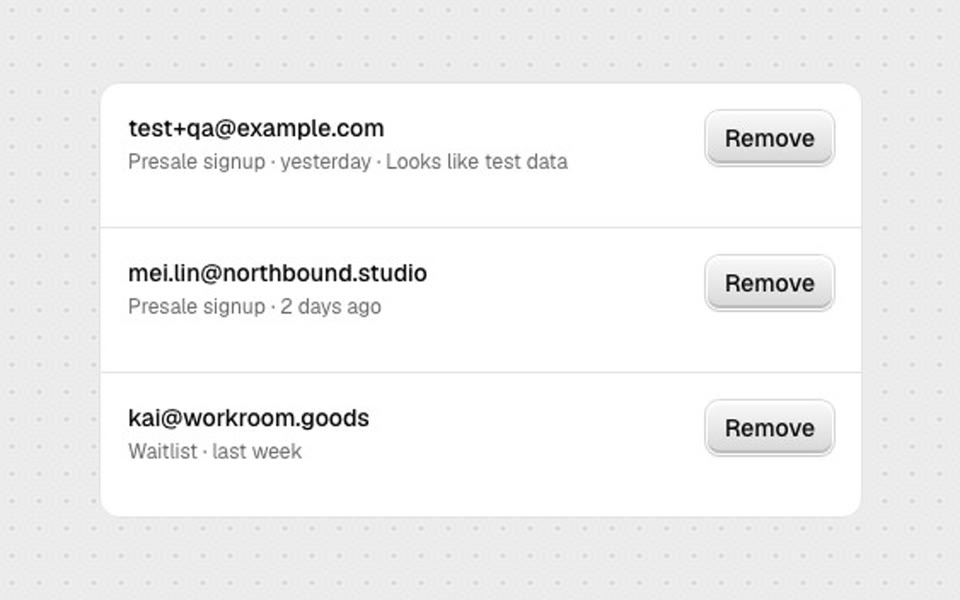 test+qa@example.com
Remove
Presale signup · yesterday · Looks like test data
mei.lin@northbound.studio
Remove
Presale signup · 2 days ago
kai@workroom.goods
Remove
Waitlist · last week